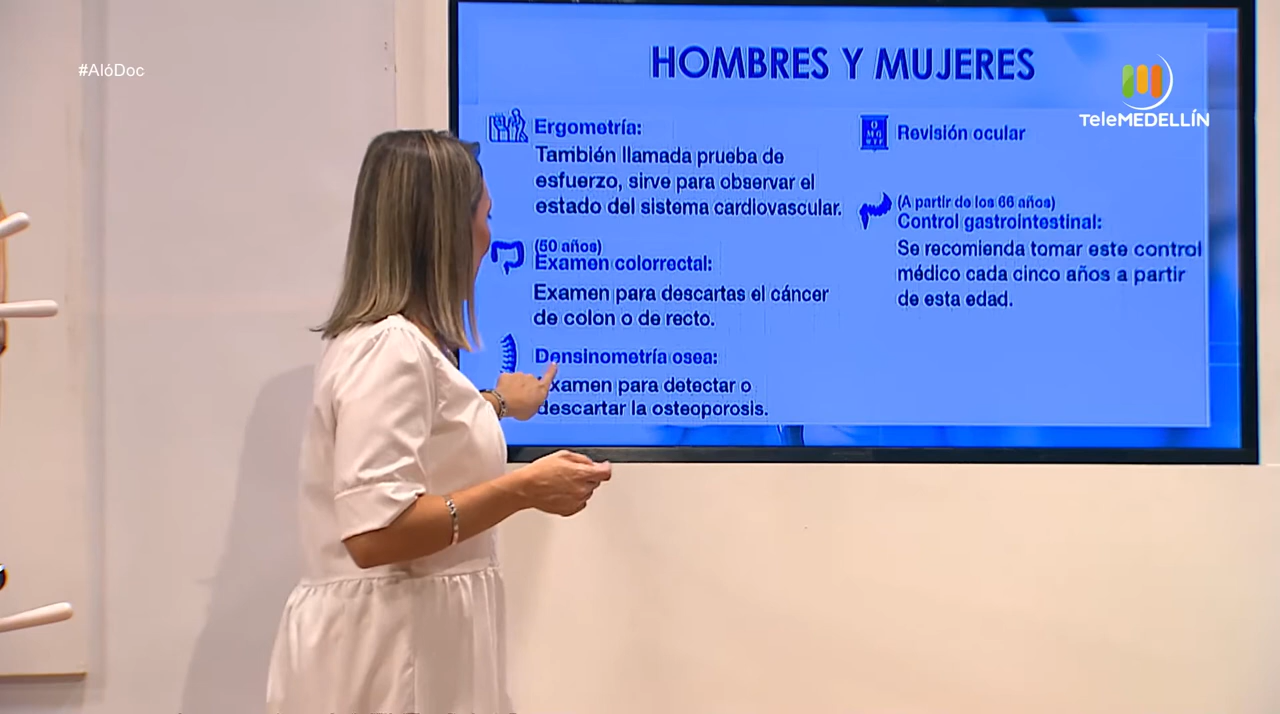 #AlóDoc
HOMBRES Y MUJERES
TeleMEDELLÍN
Ergometría:
También llamada prueba de
esfuerzo, sirve para observar el
estado del sistema cardiovascular.
(50 años)
Examen colorrectal:
Examen para descartas el cáncer
de colon o de recto.
Densinometría osea:
Examen para detectar o
descartar la osteoporosis.
Revisión ocular
(A partir de los 66 años)
Control gastrointestinal:
Se recomienda tomar este control
médico cada cinco años a partir
de esta edad.